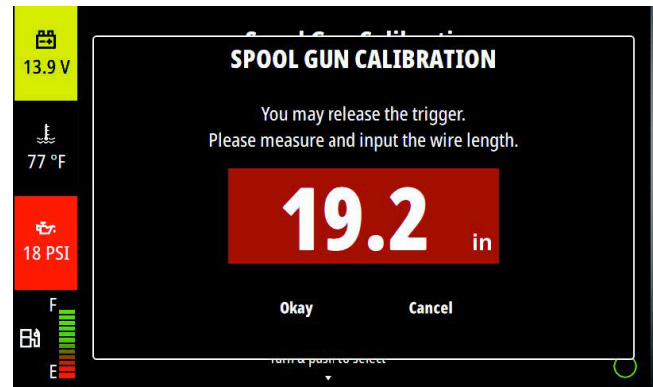 13.9 V
77 °F
18 PSI
F
E
SPOOL GUN CALIBRATION
You may release the trigger.
Please measure and input the wire length.
19.2 in
Okay Cancel